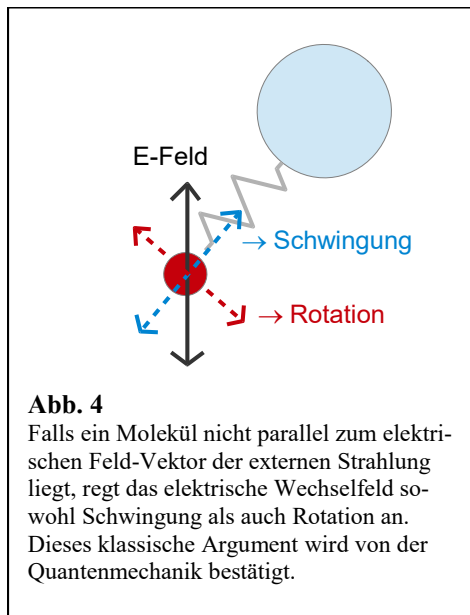 E-Feld
→ Schwingung
→ Rotation
Abb. 4
Falls ein Molekül nicht parallel zum elektri-
schen Feld-Vektor der externen Strahlung
liegt, regt das elektrische Wechselfeld so-
wohl Schwingung als auch Rotation an.
Dieses klassische Argument wird von der
Quantenmechanik bestätigt.